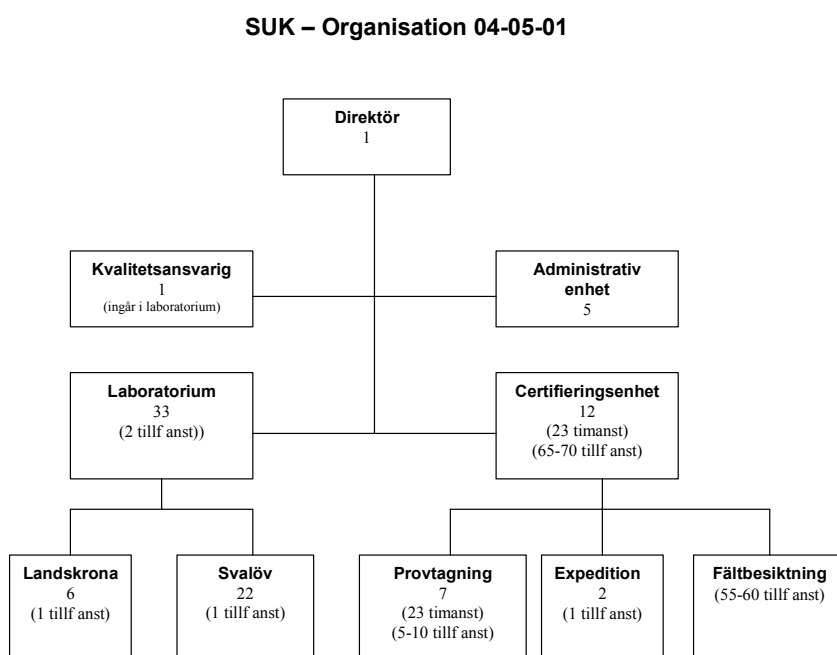 SUK – Organisation 04-05-01
Direktör
1
Kvalitetsansvarig
1
(ingår i laboratorium)
Administrativ
enhet
5
Laboratorium
33
(2 tillf anst))
Certifieringsenhet
12
(23 timanst)
(65-70 tillf anst)
Landskrona
6
(1 tillf anst)
Svalöv
22
(1 tillf anst)
Provtagning
7
(23 timanst)
(5-10 tillf anst)
Expedition
2
(1 tillf anst)
Fältbesiktning
(55-60 tillf anst)